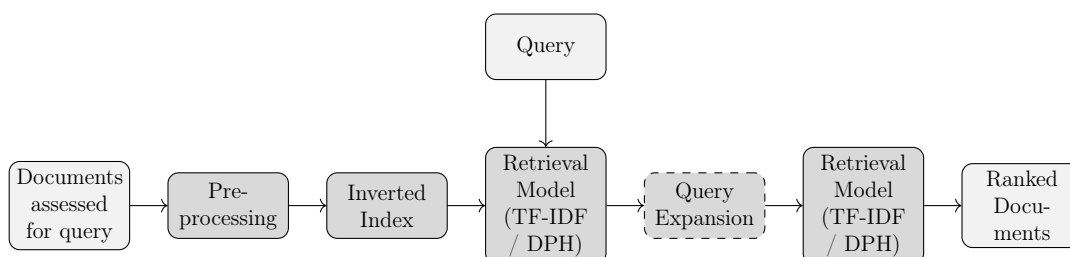 Query
Documents
assessed
for query
Pre-
processing
Inverted
Index
Retrieval
Model
(TF-IDF
/ DPH)
Query
Expansion
Retrieval
Model
(TF-IDF
/ DPH)
Ranked
Docu-
ments